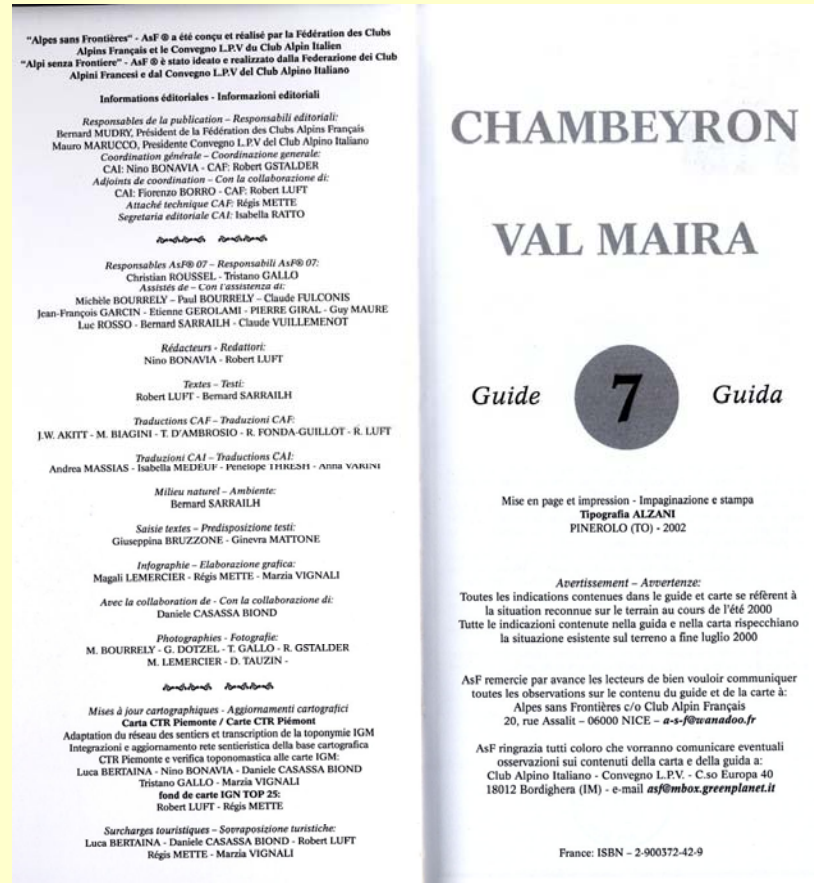 "Alpes sans Frontières" - AsF ® a été conçu et réalisé par la Fédération des Clubs
Alpins Français et le Convegno L.P.V du Club Alpin Italien
"Alpi senza Frontiere" - AsF ® è stato ideato e realizzato dalla Federazione dei Club
Alpini Francesi e dal Convegno L.P.V del Club Alpino Italiano
Informations éditoriales - Informazioni editoriali
Responsables de la publication – Responsabili editoriali:
Bernard MUDRY, Président de la Fédération des Clubs Alpins Français
Mauro MARUCCO, Presidente Convegno L.P.V del Club Alpino Italiano
Coordination générale – Coordinazione generale:
CAI: Nino BONAVIA - CAF: Robert GSTALDER
Adjoints de coordination – Con la collaborazione di:
CAI: Fiorenzo BORRO - CAF: Robert LUFT
Attaché technique CAF: Régis METTE
Segretaria editoriale CAI: Isabella RATTO
Responsables AsF® 07 – Responsabili AsF® 07:
Christian ROUSSEL - Tristano GALLO
Assistés de – Con l'assistenza di:
Michèle BOURRELY – Paul BOURRELY – Claude FULCONIS
Jean-François GARCIN - Etienne GEROLAMI - PIERRE GIRAL - Guy MAURE
Luc ROSSO - Bernard SARRAILH - Claude VUILLEMENOT
Rédacteurs - Redattori:
Nino BONAVIA - Robert LUFT
Textes – Testi:
Robert LUFT - Bernard SARRAILH
Traductions CAF – Traduzioni CAF:
J.W. AKITT - M. BIAGINI - T. D'AMBROSIO - R. FONDA-GUILLOT - R. LUFT
Traduzioni CAI – Traductions CAI:
Andrea MASSIAS - Isabella MEDEUF - Penelope THRESH - Anna VARINI
Milieu naturel – Ambiente:
Bernard SARRAILH
Saisie textes – Predisposizione testi:
Giuseppina BRUZZONE - Ginevra MATTONE
Infographie – Elaborazione grafica:
Magali LEMERCIER - Régis METTE - Marzia VIGNALI
Avec la collaboration de - Con la collaborazione di:
Daniele CASASSA BIOND
Photographies - Fotografie:
M. BOURRELY - G. DOTZEL - T. GALLO - R. GSTALDER
M. LEMERCIER - D. TAUZIN -
Mises à jour cartographiques - Aggiornamenti cartografici
Carta CTR Piemonte / Carte CTR Piémont
Adaptation du réseau des sentiers et transcription de la toponymie IGM
Integrazioni e aggiornamento rete sentieristica della base cartografica
CTR Piemonte e verifica toponomastica alle carte IGM:
Luca BERTAINA - Nino BONAVIA - Daniele CASASSA BIOND
Tristano GALLO - Marzia VIGNALI
fond de carte IGN TOP 25:
Robert LUFT - Régis METTE
Surcharges touristiques – Sovraposizione turistiche:
Luca BERTAINA - Daniele CASASSA BIOND - Robert LUFT
Régis METTE - Marzia VIGNALI
CHAMBEYRON
VAL MAIRA
Guide 7 Guida
Mise en page et impression - Impaginazione e stampa
Tipografia ALZANI
PINEROLO (TO) - 2002
Avertissement – Avvertenze:
Toutes les indications contenues dans le guide et carte se réfèrent à
la situation reconnue sur le terrain au cours de l'été 2000
Tutte le indicazioni contenute nella guida e nella carta rispecchiano
la situazione esistente sul terreno a fine luglio 2000
AsF remercie par avance les lecteurs de bien vouloir communiquer
toutes les observations sur le contenu du guide et de la carte à:
Alpes sans Frontières c/o Club Alpin Français
20, rue Assalit – 06000 NICE – a-s-f@wanadoo.fr
AsF ringrazia tutti coloro che vorranno comunicare eventuali
osservazioni sui contenuti della carta e della guida a:
Club Alpino Italiano - Convegno L.P.V. - C.so Europa 40
18012 Bordighera (IM) - e-mail asf@mbox.greenplanet.it
France: ISBN – 2-900372-42-9